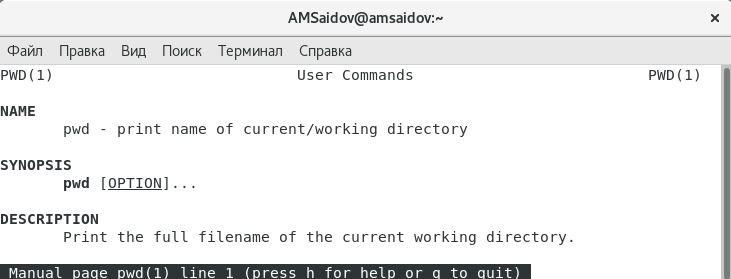 AMSaidov@amsaidov:~
Файл Правка Вид Поиск Терминал Справка
PWD(1) User Commands PWD(1)
NAME
pwd - print name of current/working directory
SYNOPSIS
pwd [OPTION]...
DESCRIPTION
Print the full filename of the current working directory.
Manual page pwd(1) line 1 (press h for help or q to quit)